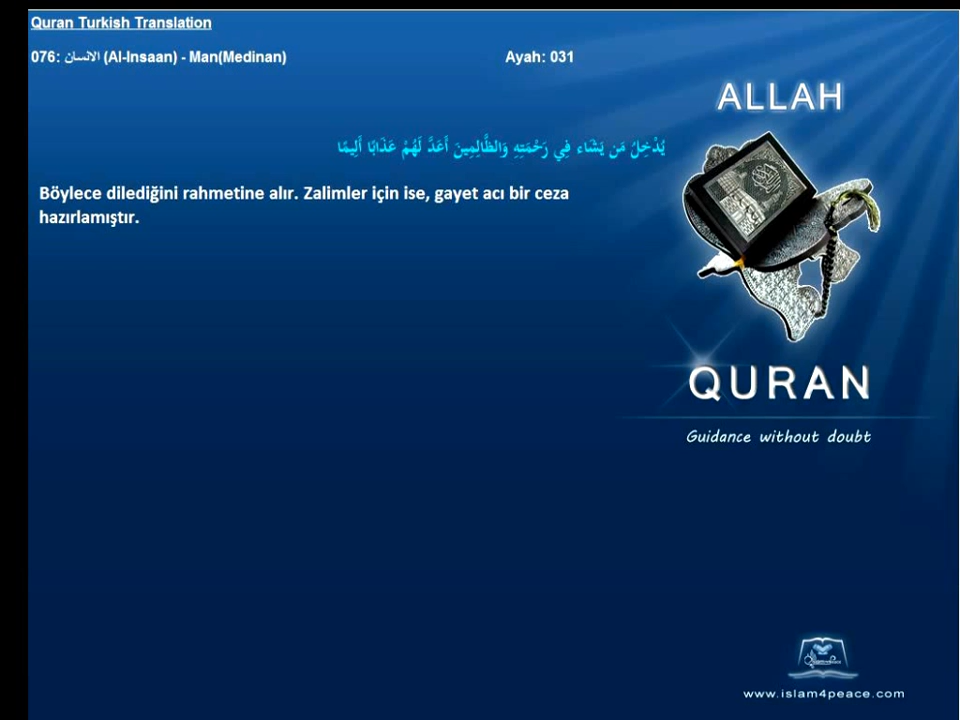 Quran Turkish Translation
076: الانسان (Al-Insaan) - Man(Medinan) Ayah: 031
ALLAH
يُدْخِلُ مَن يَشَاء فِي رَحْمَتِهِ وَالظَّالِمِينَ أَعَدَّ لَهُمْ عَذَابًا أَلِيمًا
Böylece dilediğini rahmetine alır. Zalimler için ise, gayet acı bir ceza
hazırlamıştır.
QURAN
Guidance without doubt
www.islam4peace.com